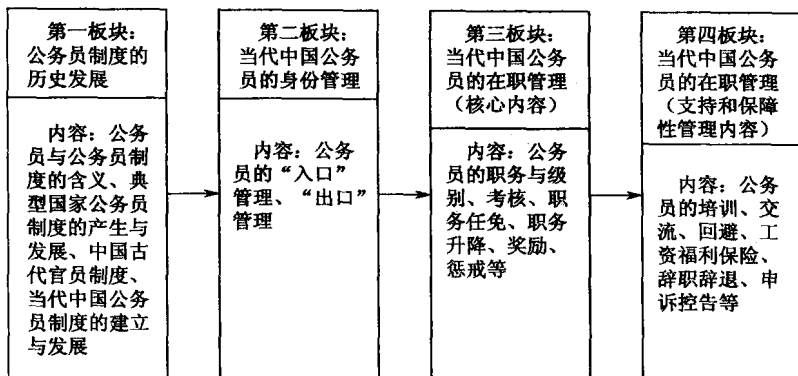 第一板块：
公务员制度的
历史发展
内容：公务
员与公务员制
度的含义、典
型国家公务员
制度的产生与
发展、中国古
代官员制度、
当代中国公务
员制度的建立
与发展
第二板块：
当代中国公务
员的身份管理
内容：公务
员的“入口”
管理、“出口”
管理
第三板块：
当代中国公务
员的在职管理
（核心内容）
内容：公务
员的职务与级
别、考核、职
务任免、职务
升降、奖励、
惩戒等
第四板块：
当代中国公务
员的在职管理
（支持和保障
性管理内容）
内容：公务
员的培训、交
流、回避、工
资福利保险、
辞职辞退、申
诉控告等